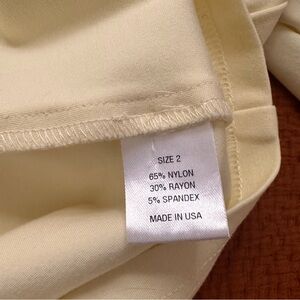 SIZE 2
65% NYLON
30% RAYON
5% SPANDEX
MADE IN USA